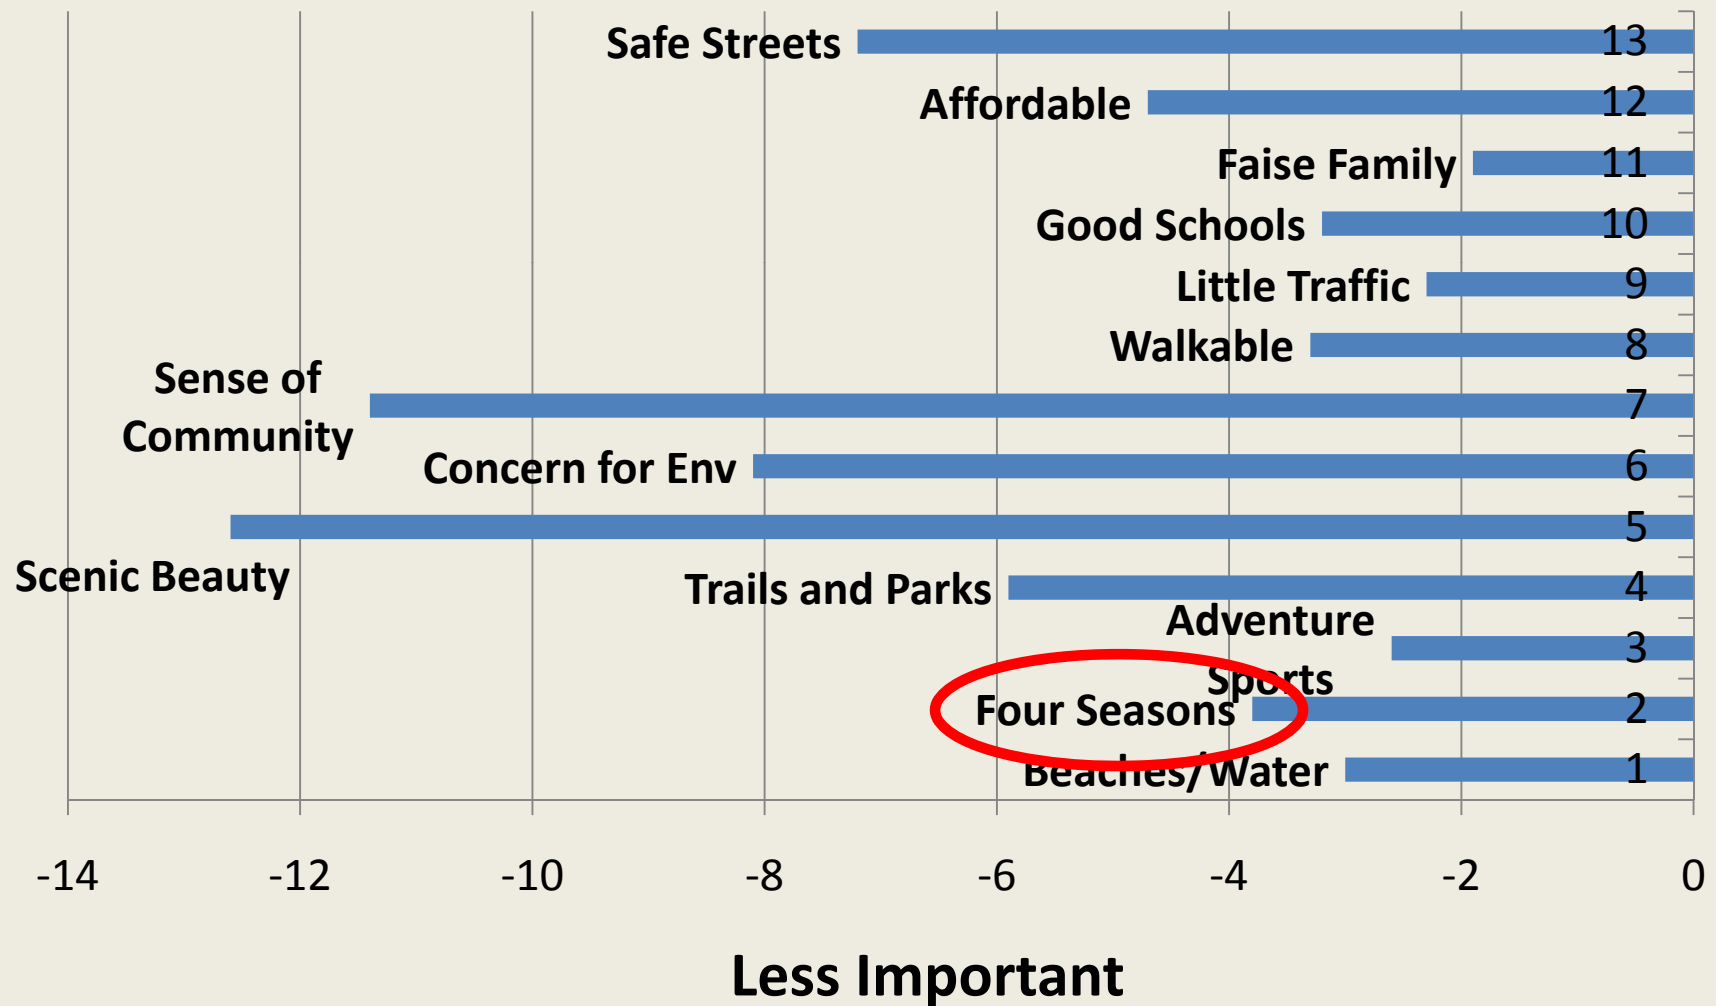 Safe Streets 13
Affordable 12
Faise Family 11
Good Schools 10
Little Traffic 9
Walkable 8
Sense of
Community 7
Concern for Env 6
5
Scenic Beauty
Trails and Parks 4
Adventure
Sports 3
Four Seasons 2
Beaches/Water 1
-14 -12 -10 -8 -6 -4 -2 0
Less Important